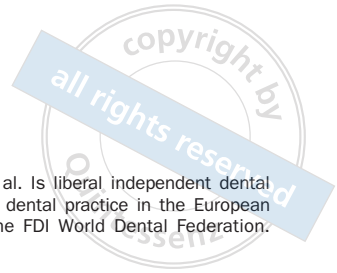 copyright by
all rights reserved
Quintessenz
al. Is liberal independent dental
dental practice in the European
he FDI World Dental Federation.